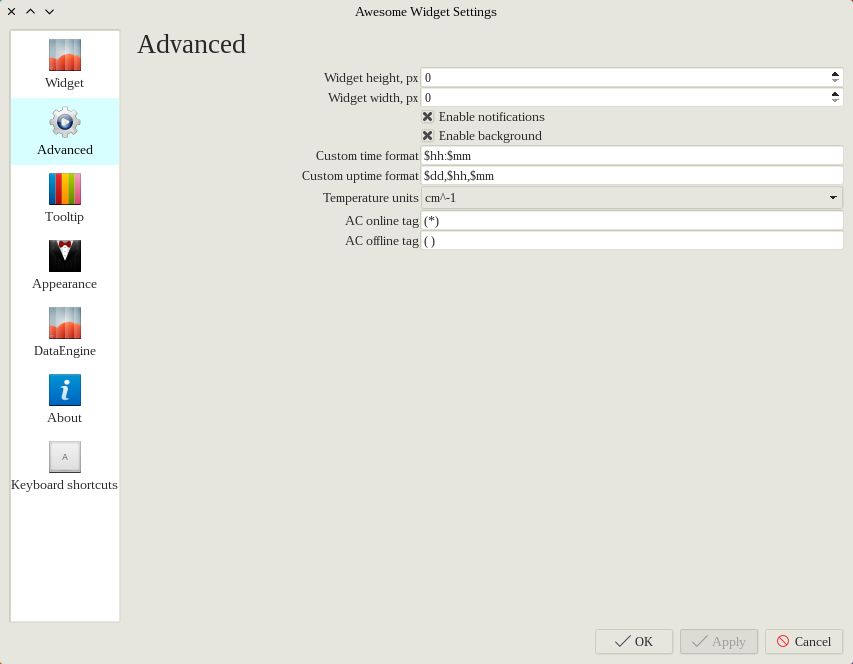 Awesome Widget Settings
Widget
Advanced
Tooltip
Appearance
DataEngine
About
A
Keyboard shortcuts
Advanced
Widget height, px 0
Widget width, px 0
Enable notifications
Enable background
Custom time format $hh:$mm
Custom uptime format $dd,$hh,$mm
Temperature units cm^-1
AC online tag (*)
AC offline tag ( )
OK Apply Cancel